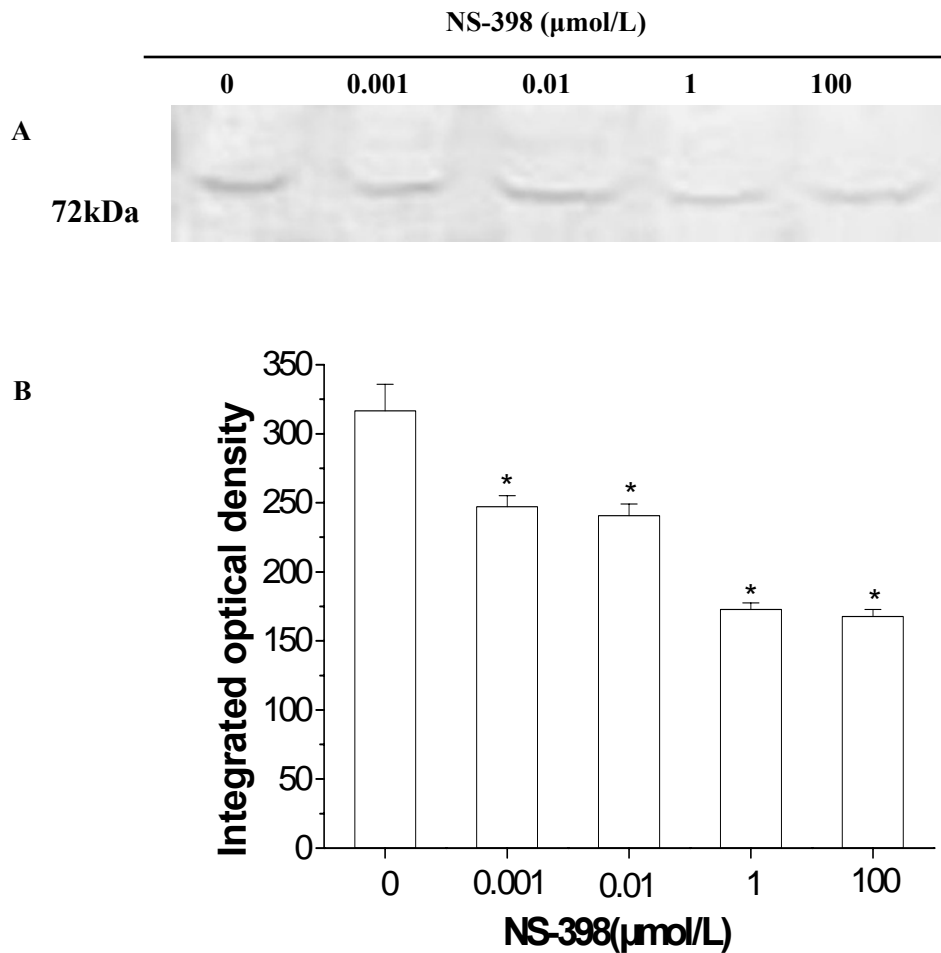 NS-398 (µmol/L)
0 0.001 0.01 1 100
A
72kDa
B
Integrated optical density
350
300
250
200
150
100
50
0
*
*
*
*
0 0.001 0.01 1 100
NS-398(µmol/L)